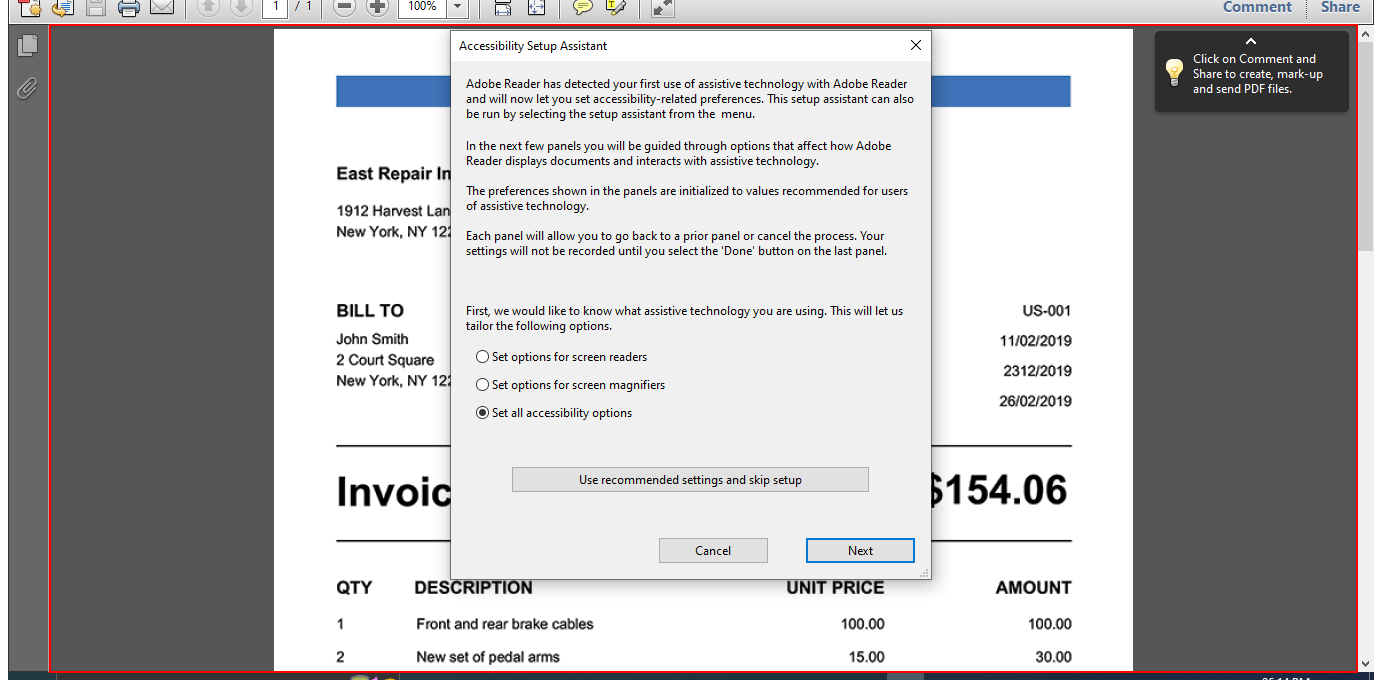 1 / 1
100%
Comment
Share
Click on Comment and
Share to create, mark-up
and send PDF files.
Accessibility Setup Assistant
Adobe Reader has detected your first use of assistive technology with Adobe Reader
and will now let you set accessibility-related preferences. This setup assistant can also
be run by selecting the setup assistant from the menu.
In the next few panels you will be guided through options that affect how Adobe
Reader displays documents and interacts with assistive technology.
The preferences shown in the panels are initialized to values recommended for users
of assistive technology.
Each panel will allow you to go back to a prior panel or cancel the process. Your
settings will not be recorded until you select the 'Done' button on the last panel.
First, we would like to know what assistive technology you are using. This will let us
tailor the following options.
Set options for screen readers
Set options for screen magnifiers
Set all accessibility options
Use recommended settings and skip setup
Cancel
Next
East Repair In
1912 Harvest Lan
New York, NY 122
BILL TO
John Smith
2 Court Square
New York, NY 122
US-001
11/02/2019
2312/2019
26/02/2019
Invoic
$154.06
QTY DESCRIPTION UNIT PRICE AMOUNT
1 Front and rear brake cables 100.00 100.00
2 New set of pedal arms 15.00 30.00